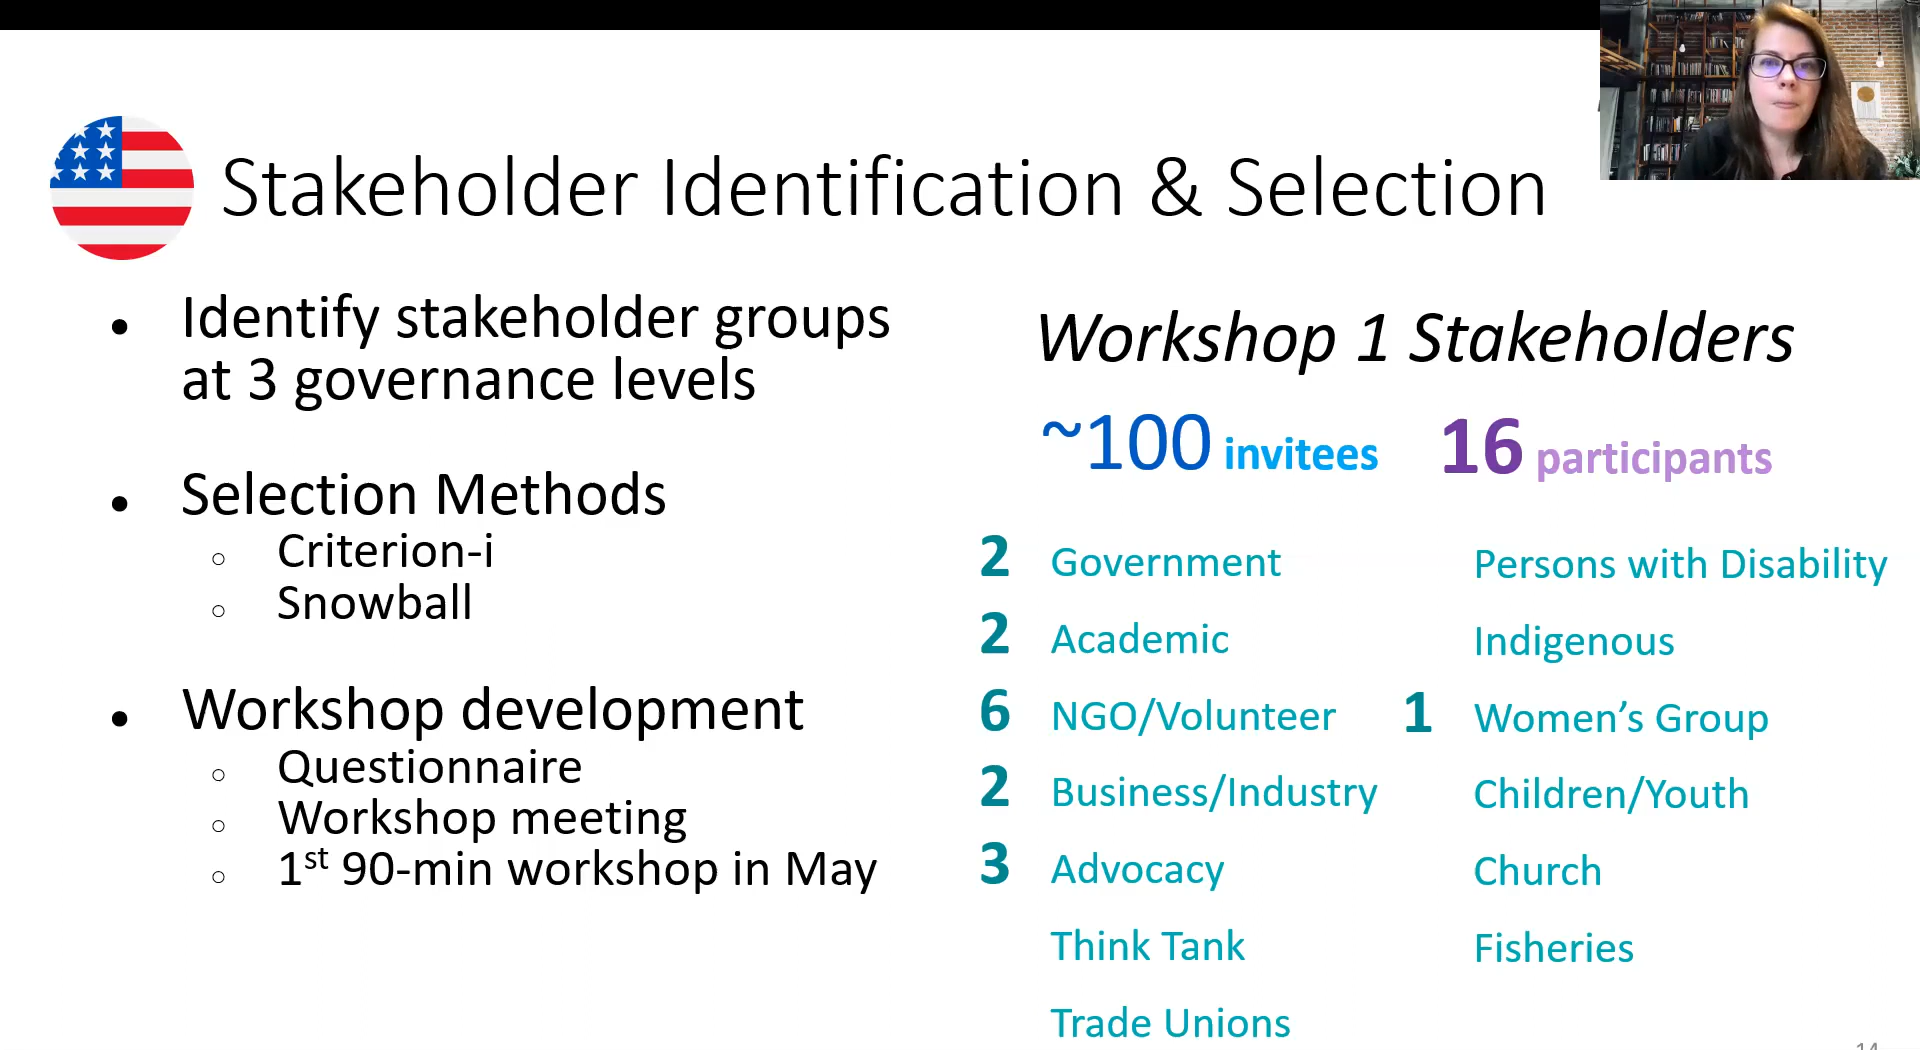 Stakeholder Identification & Selection
• Identify stakeholder groups
at 3 governance levels
• Selection Methods
○ Criterion-i
○ Snowball
• Workshop development
○ Questionnaire
○ Workshop meeting
○ 1st 90-min workshop in May
Workshop 1 Stakeholders
~100 invitees 16 participants
2 Government
2 Academic
6 NGO/Volunteer
2 Business/Industry
3 Advocacy
Think Tank
Trade Unions
Persons with Disability
Indigenous
1 Women’s Group
Children/Youth
Church
Fisheries
14